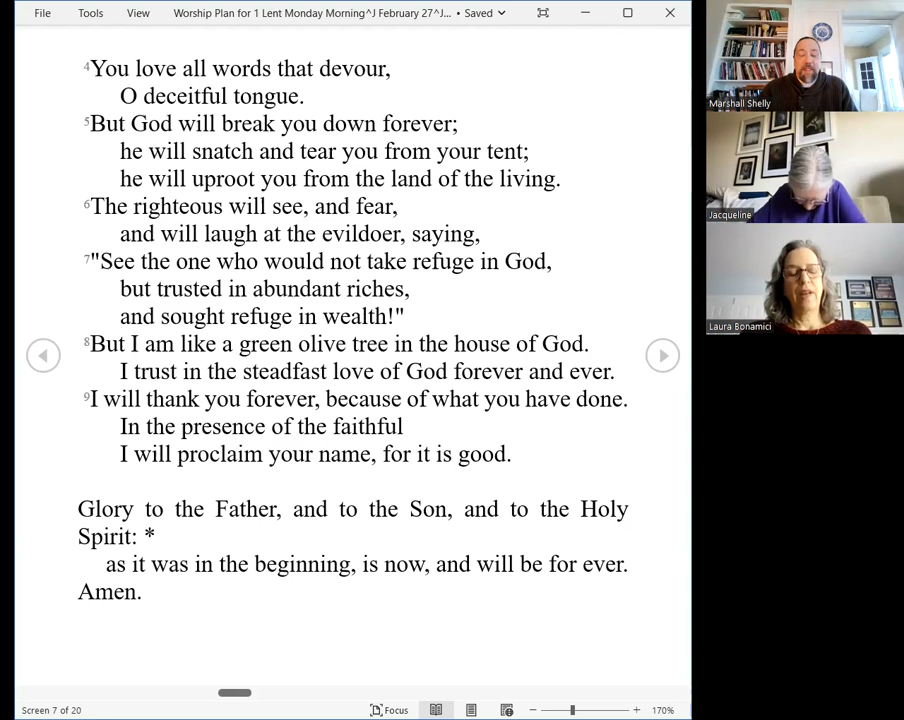 File Tools View Worship Plan for 1 Lent Monday Morning^J February 27^J... • Saved
4You love all words that devour,
O deceitful tongue.
5But God will break you down forever;
he will snatch and tear you from your tent;
he will uproot you from the land of the living.
6The righteous will see, and fear,
and will laugh at the evildoer, saying,
7"See the one who would not take refuge in God,
but trusted in abundant riches,
and sought refuge in wealth!"
8But I am like a green olive tree in the house of God.
I trust in the steadfast love of God forever and ever.
9I will thank you forever, because of what you have done.
In the presence of the faithful
I will proclaim your name, for it is good.
Glory to the Father, and to the Son, and to the Holy
Spirit: *
as it was in the beginning, is now, and will be for ever.
Amen.
Screen 7 of 20 Focus 170%
Marshall Shelly
Jacqueline
Laura Bonamici